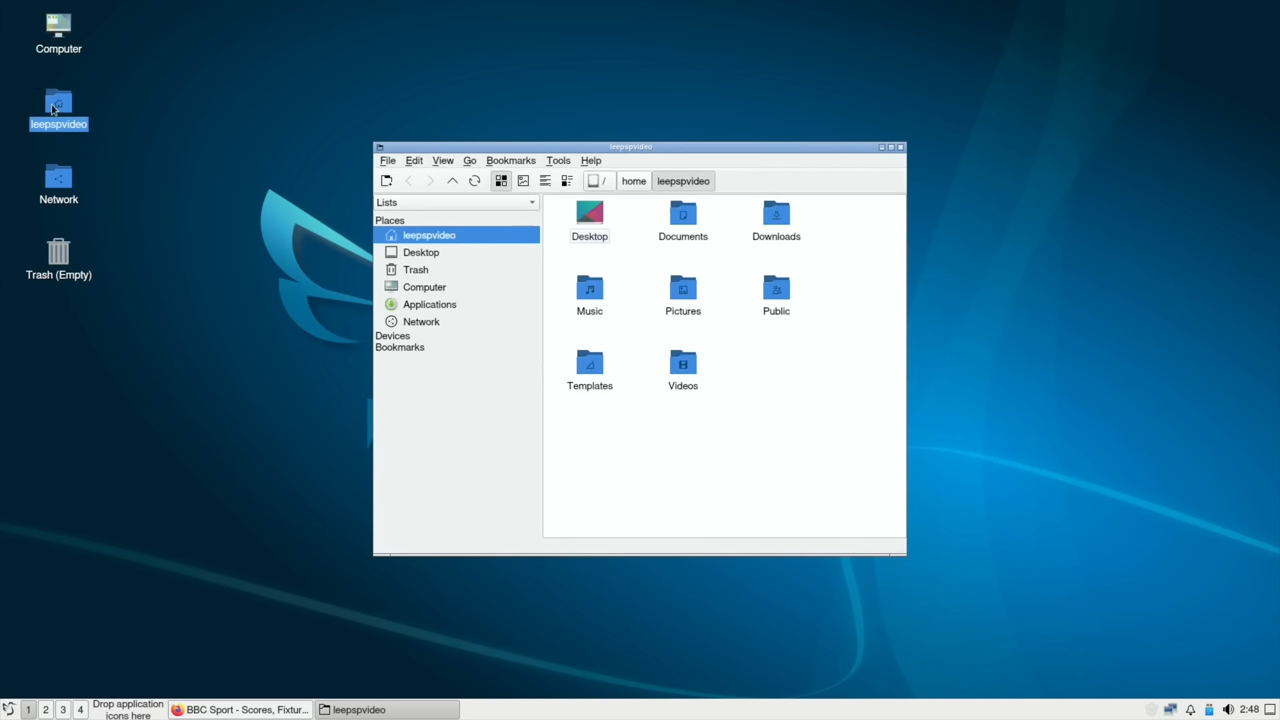 Computer
leepspvideo
Network
Trash (Empty)
leepspvideo
File Edit View Go Bookmarks Tools Help
/ home leepspvideo
Lists
Places
leepspvideo
Desktop
Trash
Computer
Applications
Network
Devices
Bookmarks
Desktop Documents Downloads
Music Pictures Public
Templates Videos
1 2 3 4
Drop application
icons here
BBC Sport - Scores, Fixtur...
leepspvideo
2:48